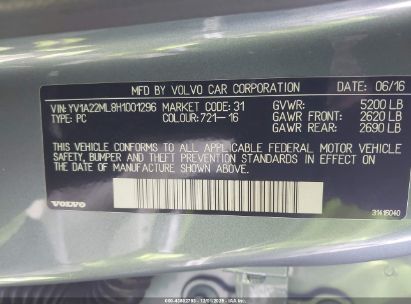 MFD BY VOLVO CAR CORPORATION DATE: 06/16
VIN: YV1A22ML8H1001296 MARKET CODE: 31 GVWR: 5200 LB
TYPE: PC COLOUR: 721-16 GAWR FRONT: 2620 LB
GAWR REAR: 2690 LB
THIS VEHICLE CONFORMS TO ALL APPLICABLE FEDERAL MOTOR VEHICLE
SAFETY, BUMPER AND THEFT PREVENTION STANDARDS IN EFFECT ON
THE DATE OF MANUFACTURE SHOWN ABOVE.
VOLVO 31416040